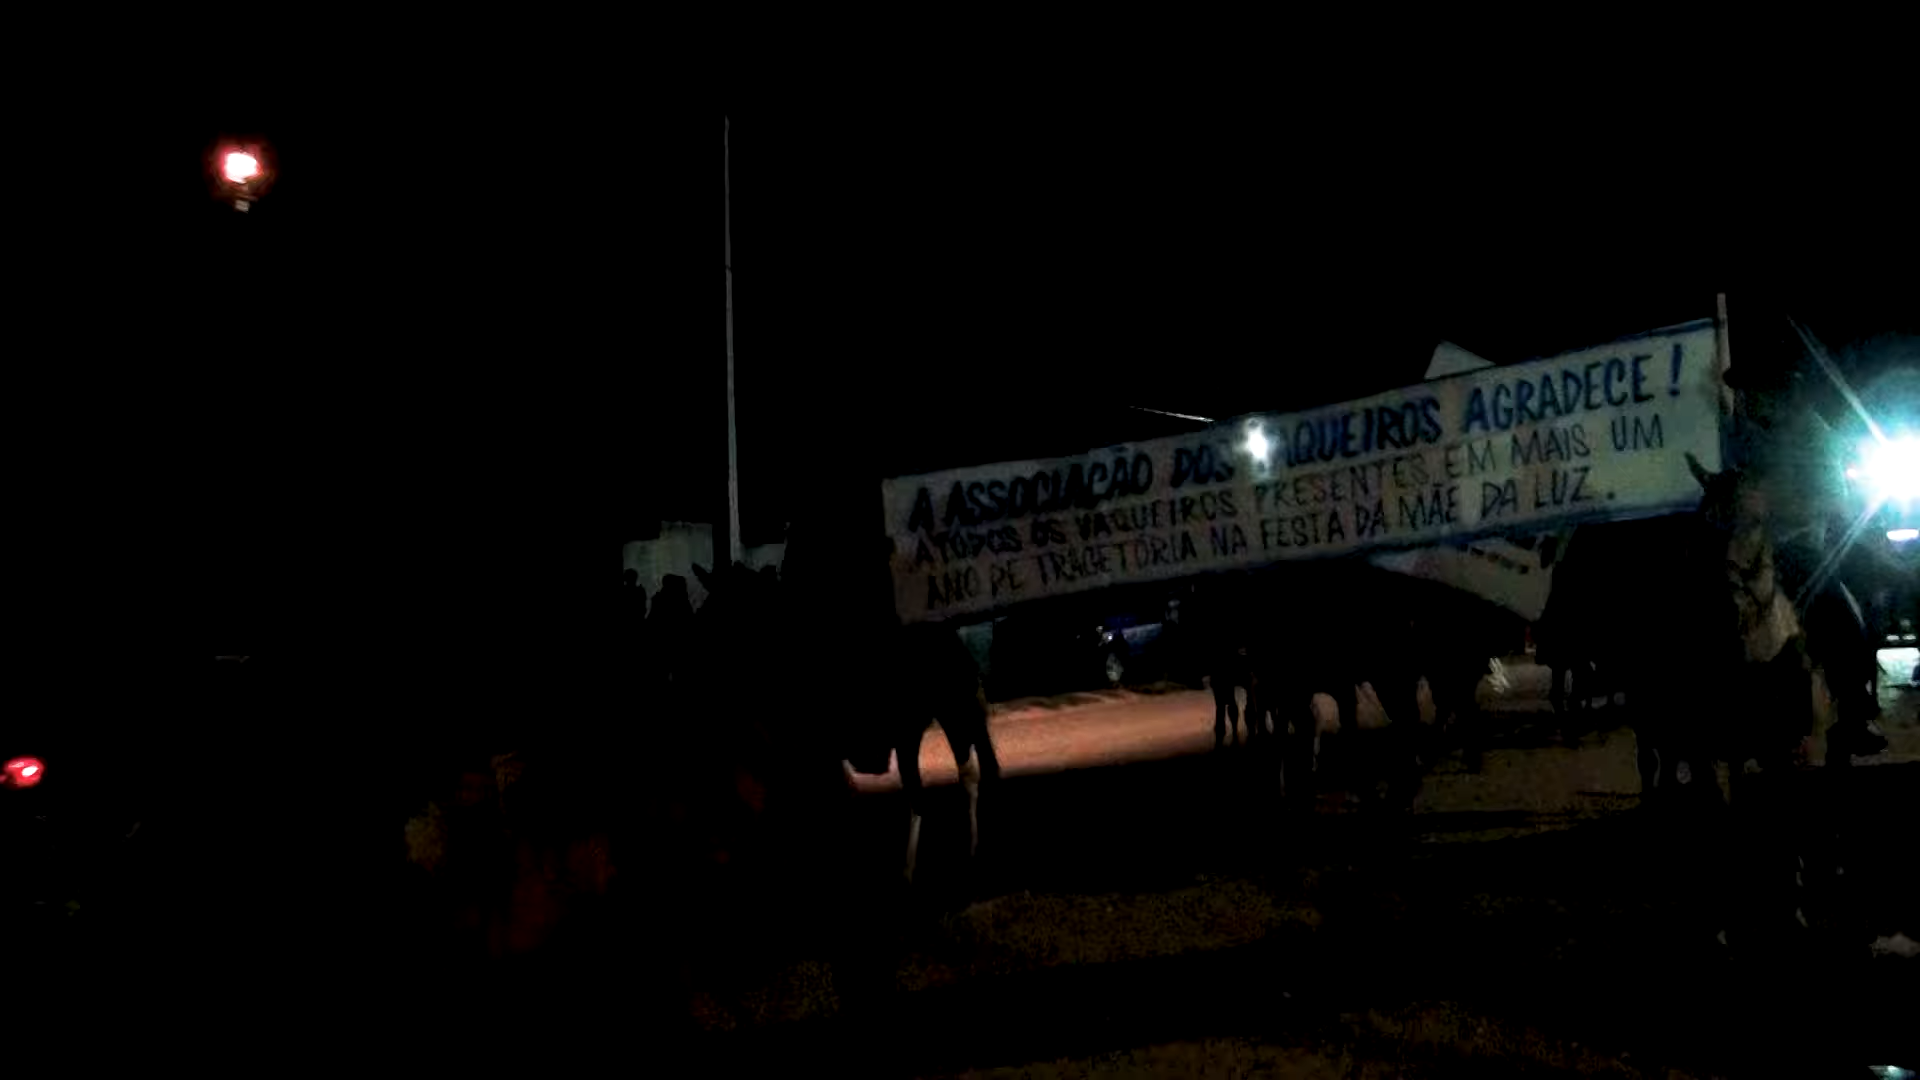 A ASSOCIAÇÃO DOS VAQUEIROS AGRADECE!
A TODOS OS VAQUEIROS PRESENTES EM MAIS UM
ANO DE TRAGETÓRIA NA FESTA DA MÃE DA LUZ.